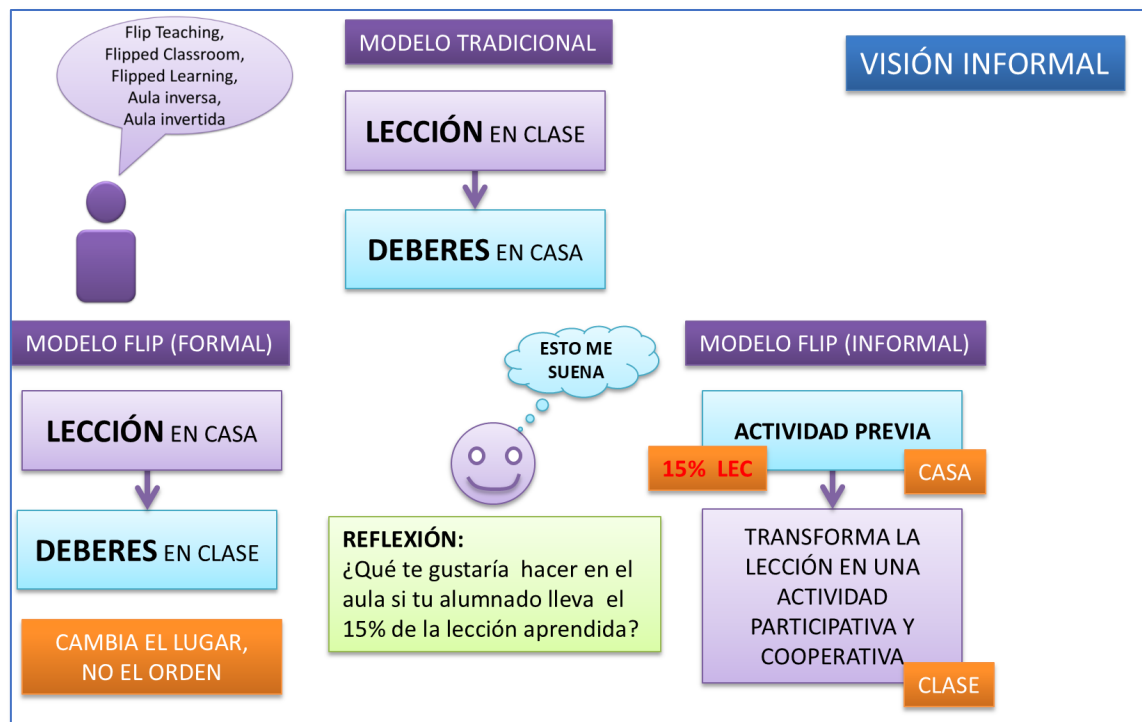 Flip Teaching,
Flipped Classroom,
Flipped Learning,
Aula inversa,
Aula invertida
MODELO TRADICIONAL
VISIÓN INFORMAL
LECCIÓN EN CLASE
DEBERES EN CASA
MODELO FLIP (FORMAL)
LECCIÓN EN CASA
DEBERES EN CLASE
CAMBIA EL LUGAR,
NO EL ORDEN
ESTO ME
SUENA
REFLEXIÓN:
¿Qué te gustaría hacer en el
aula si tu alumnado lleva el
15% de la lección aprendida?
MODELO FLIP (INFORMAL)
ACTIVIDAD PREVIA
15% LEC
CASA
TRANSFORMA LA
LECCIÓN EN UNA
ACTIVIDAD
PARTICIPATIVA Y
COOPERATIVA
CLASE